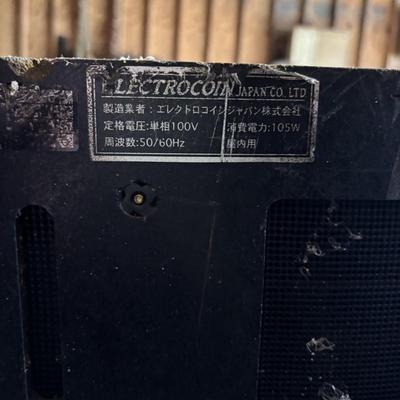 ELECTROCOIN JAPAN CO. LTD
製造業者:エレクトロコインジャパン株式会社
定格電圧:単相100V 消費電力:105W
周波数:50/60Hz 屋内用